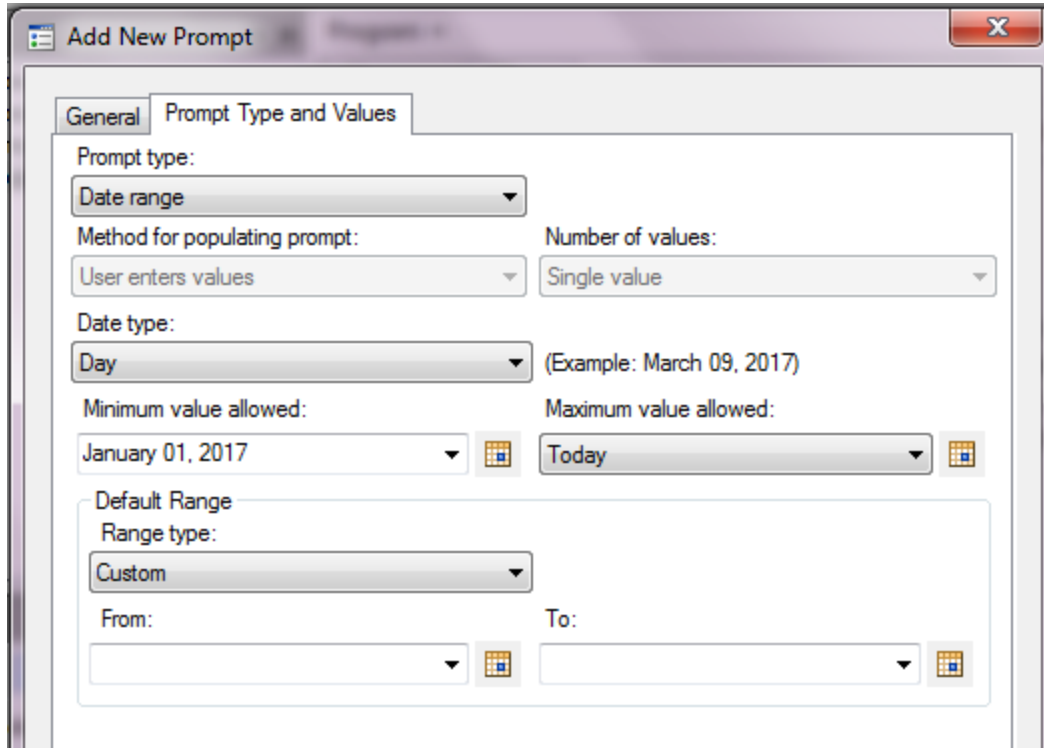 Add New Prompt
General
Prompt Type and Values
Prompt type:
Date range
Method for populating prompt:
Number of values:
User enters values
Single value
Date type:
Day
(Example: March 09, 2017)
Minimum value allowed:
Maximum value allowed:
January 01, 2017
Today
Default Range
Range type:
Custom
From:
To: